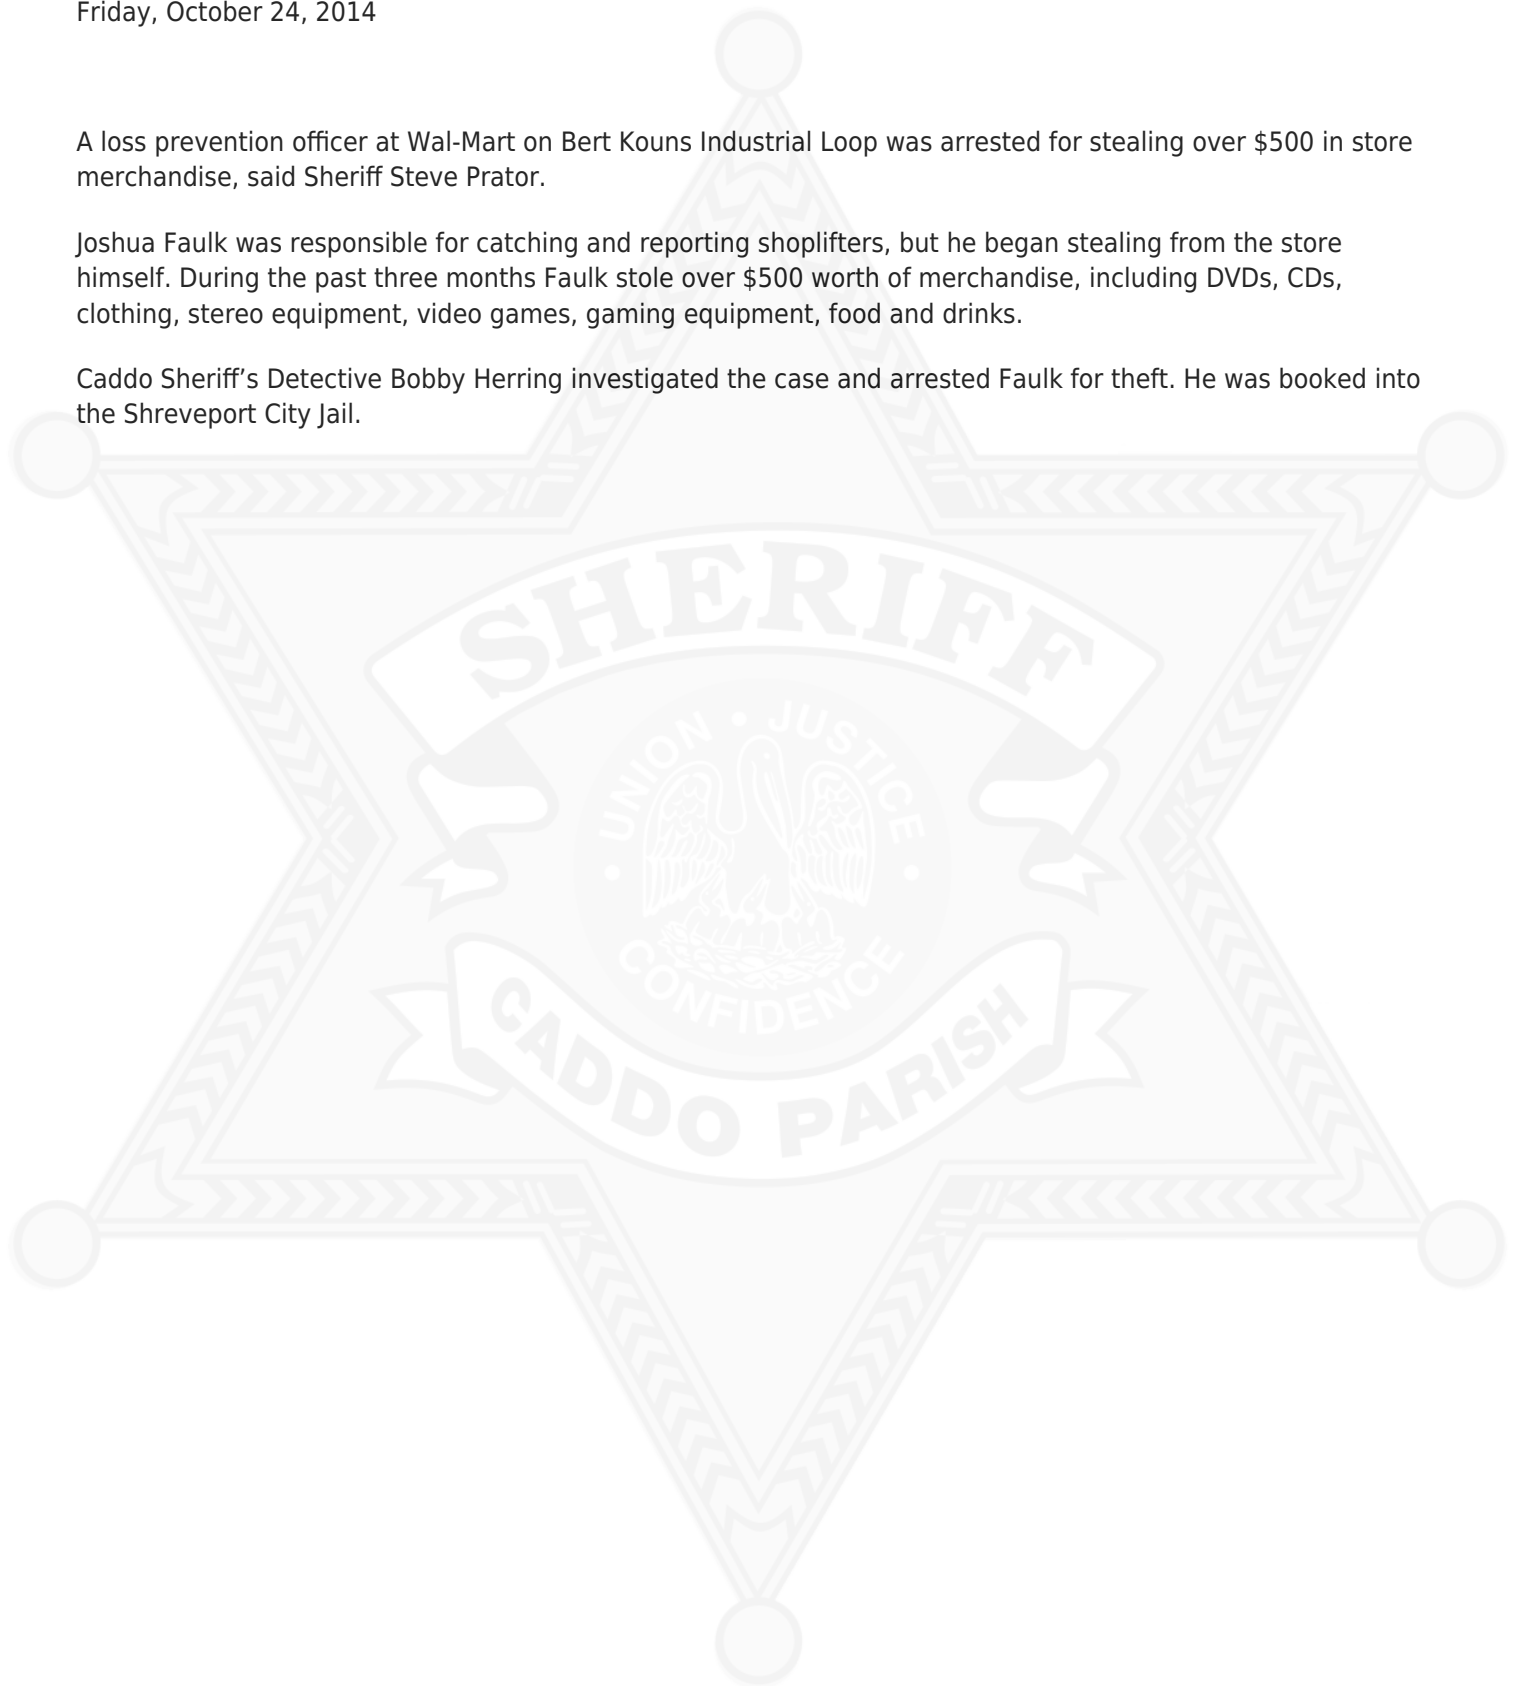 Friday, October 24, 2014
A loss prevention officer at Wal-Mart on Bert Kouns Industrial Loop was arrested for stealing over $500 in store
merchandise, said Sheriff Steve Prator.
Joshua Faulk was responsible for catching and reporting shoplifters, but he began stealing from the store
himself. During the past three months Faulk stole over $500 worth of merchandise, including DVDs, CDs,
clothing, stereo equipment, video games, gaming equipment, food and drinks.
Caddo Sheriff’s Detective Bobby Herring investigated the case and arrested Faulk for theft. He was booked into
the Shreveport City Jail.
SHERIFF
UNION • JUSTICE
• CONFIDENCE •
CADDO PARISH